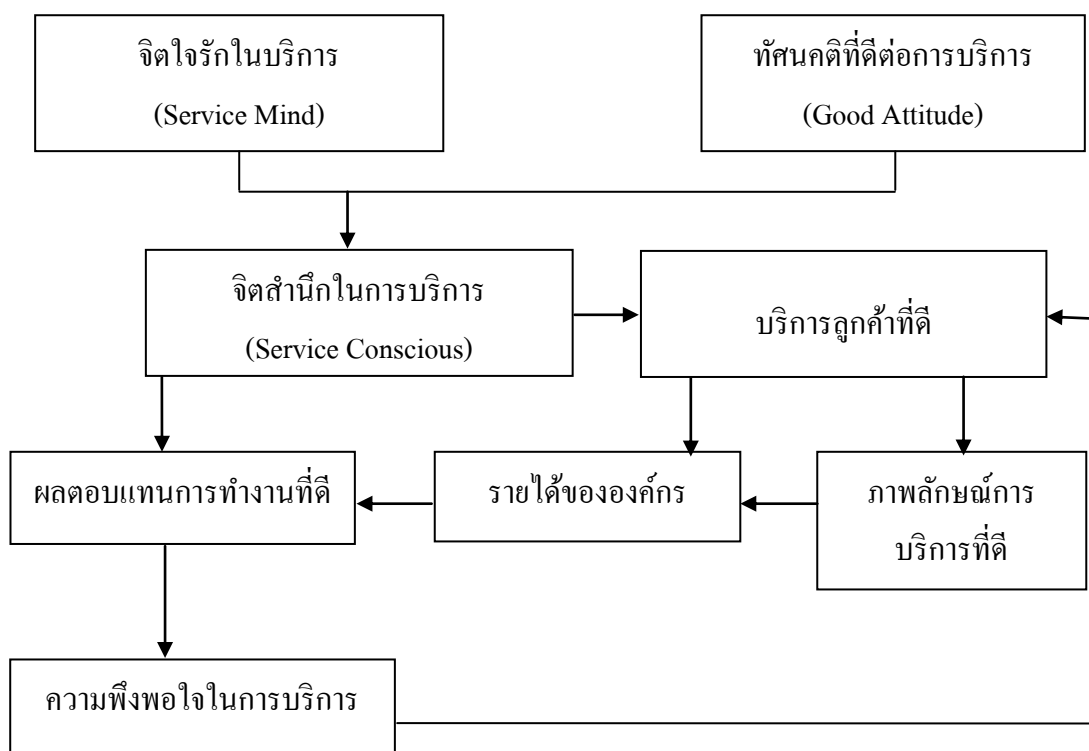 จิตใจรักในบริการ
(Service Mind)
ทัศนคติที่ดีต่อการบริการ
(Good Attitude)
จิตสำนึกในการบริการ
(Service Conscious)
บริการลูกค้าที่ดี
ผลตอบแทนการทำงานที่ดี
รายได้ขององค์กร
ภาพลักษณ์การ
บริการที่ดี
ความพึงพอใจในการบริการ